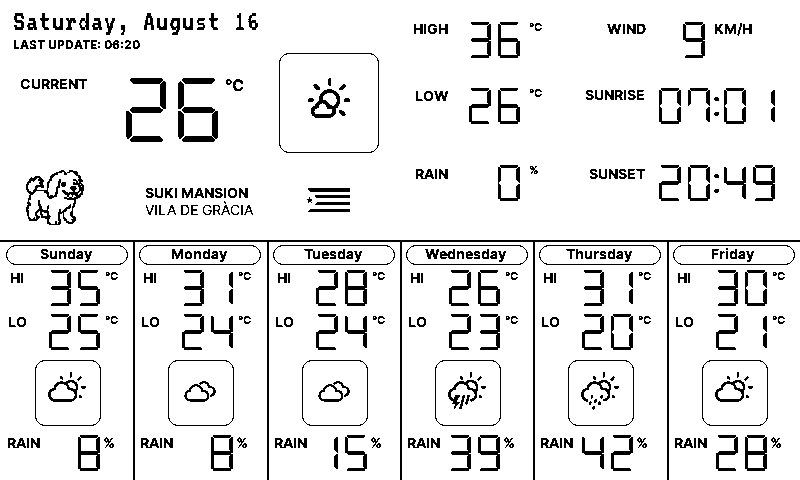 Saturday, August 16
LAST UPDATE: 06:20
CURRENT 26 °C
SUKI MANSION
VILA DE GRÀCIA
HIGH 36 °C
LOW 26 °C
RAIN 0 %
WIND 9 KM/H
SUNRISE 07:01
SUNSET 20:49
Sunday
HI 35 °C
LO 25 °C
RAIN 8 %
Monday
HI 31 °C
LO 24 °C
RAIN 8 %
Tuesday
HI 28 °C
LO 24 °C
RAIN 15 %
Wednesday
HI 26 °C
LO 23 °C
RAIN 39 %
Thursday
HI 31 °C
LO 20 °C
RAIN 42 %
Friday
HI 30 °C
LO 21 °C
RAIN 28 %